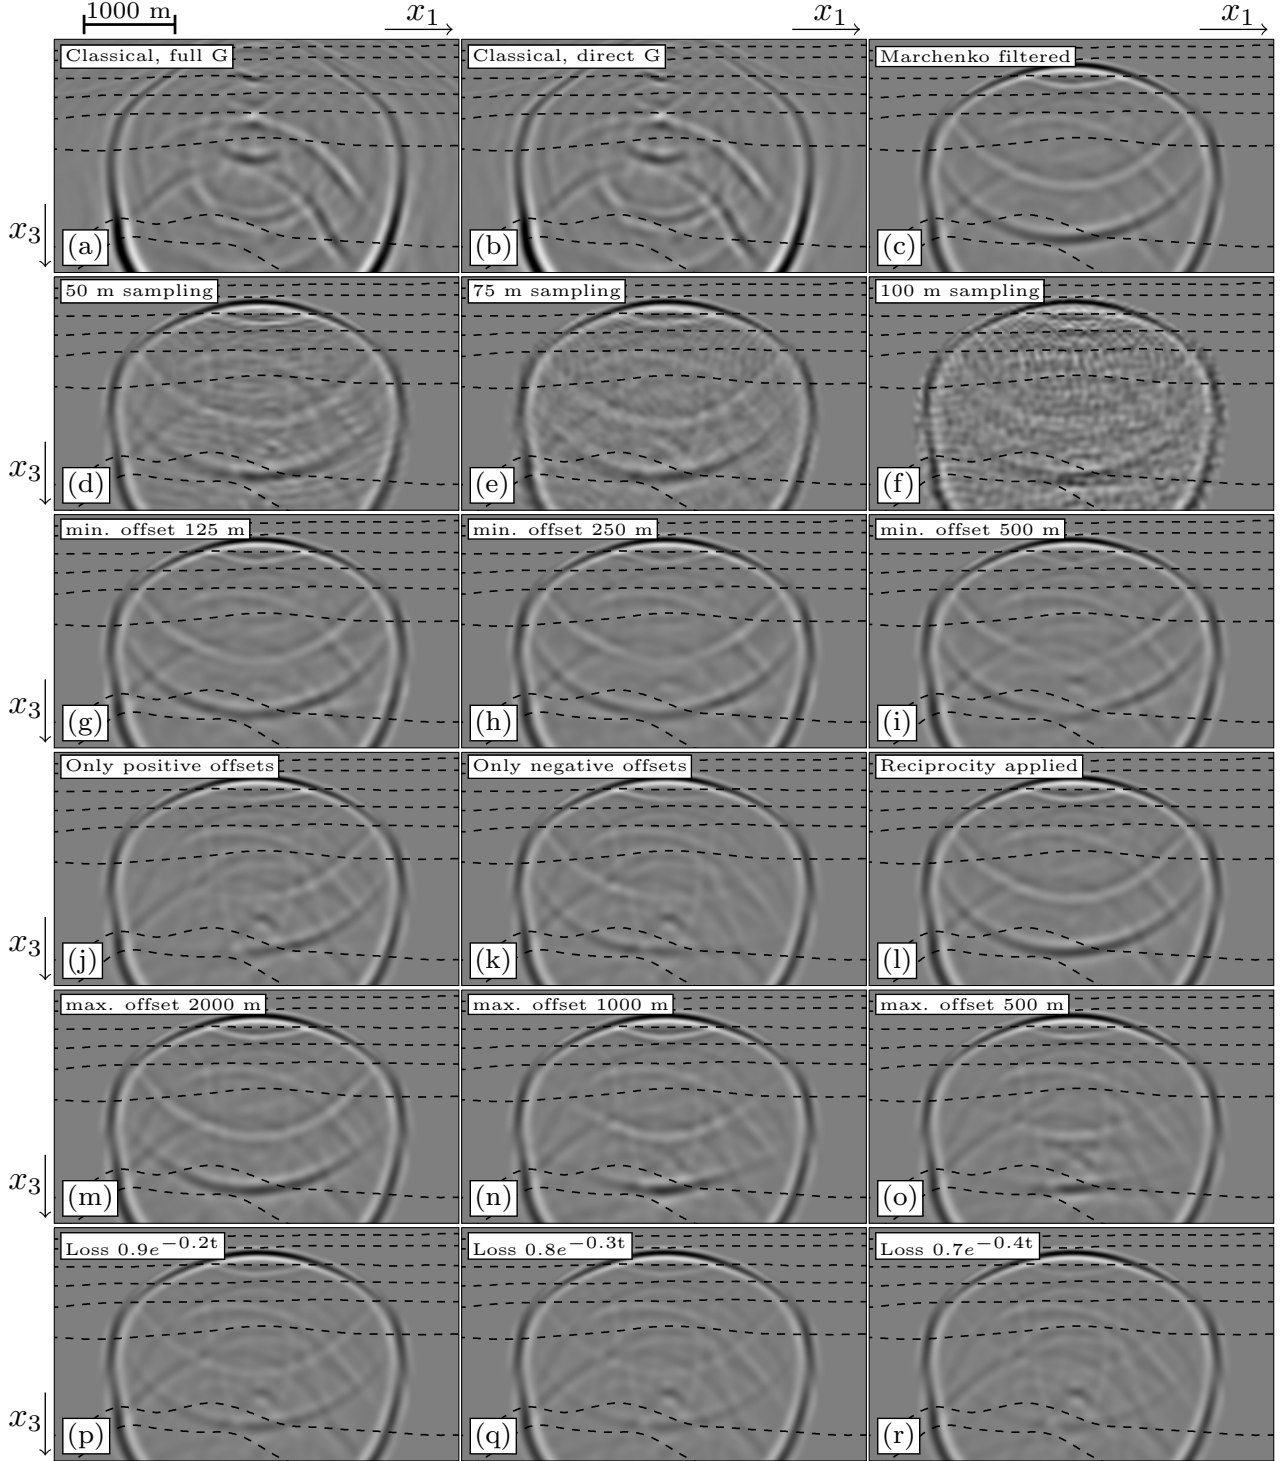 1000 m
x1
x1
x1
Classical, full G
Classical, direct G
Marchenko filtered
x3
(a)
(b)
(c)
50 m sampling
75 m sampling
100 m sampling
x3
(d)
(e)
(f)
min. offset 125 m
min. offset 250 m
min. offset 500 m
x3
(g)
(h)
(i)
Only positive offsets
Only negative offsets
Reciprocity applied
x3
(j)
(k)
(l)
max. offset 2000 m
max. offset 1000 m
max. offset 500 m
x3
(m)
(n)
(o)
Loss 0.9e−0.2t
Loss 0.8e−0.3t
Loss 0.7e−0.4t
x3
(p)
(q)
(r)